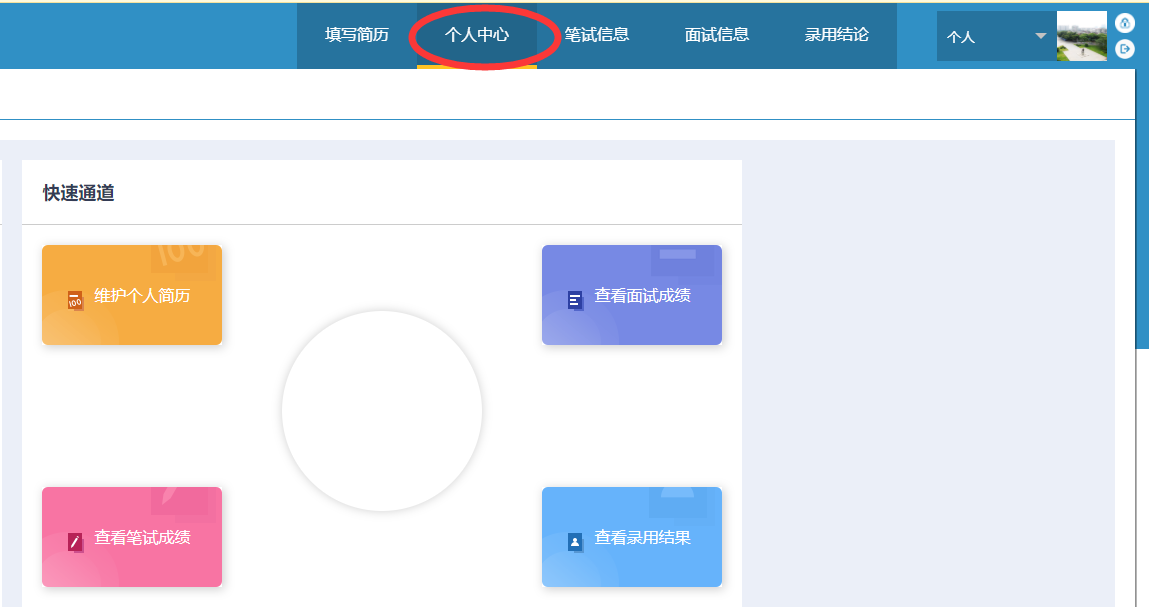 填写简历 个人中心 笔试信息 面试信息 录用结论 个人
快速通道
100
100 维护个人简历 查看面试成绩
查看笔试成绩 查看录用结果